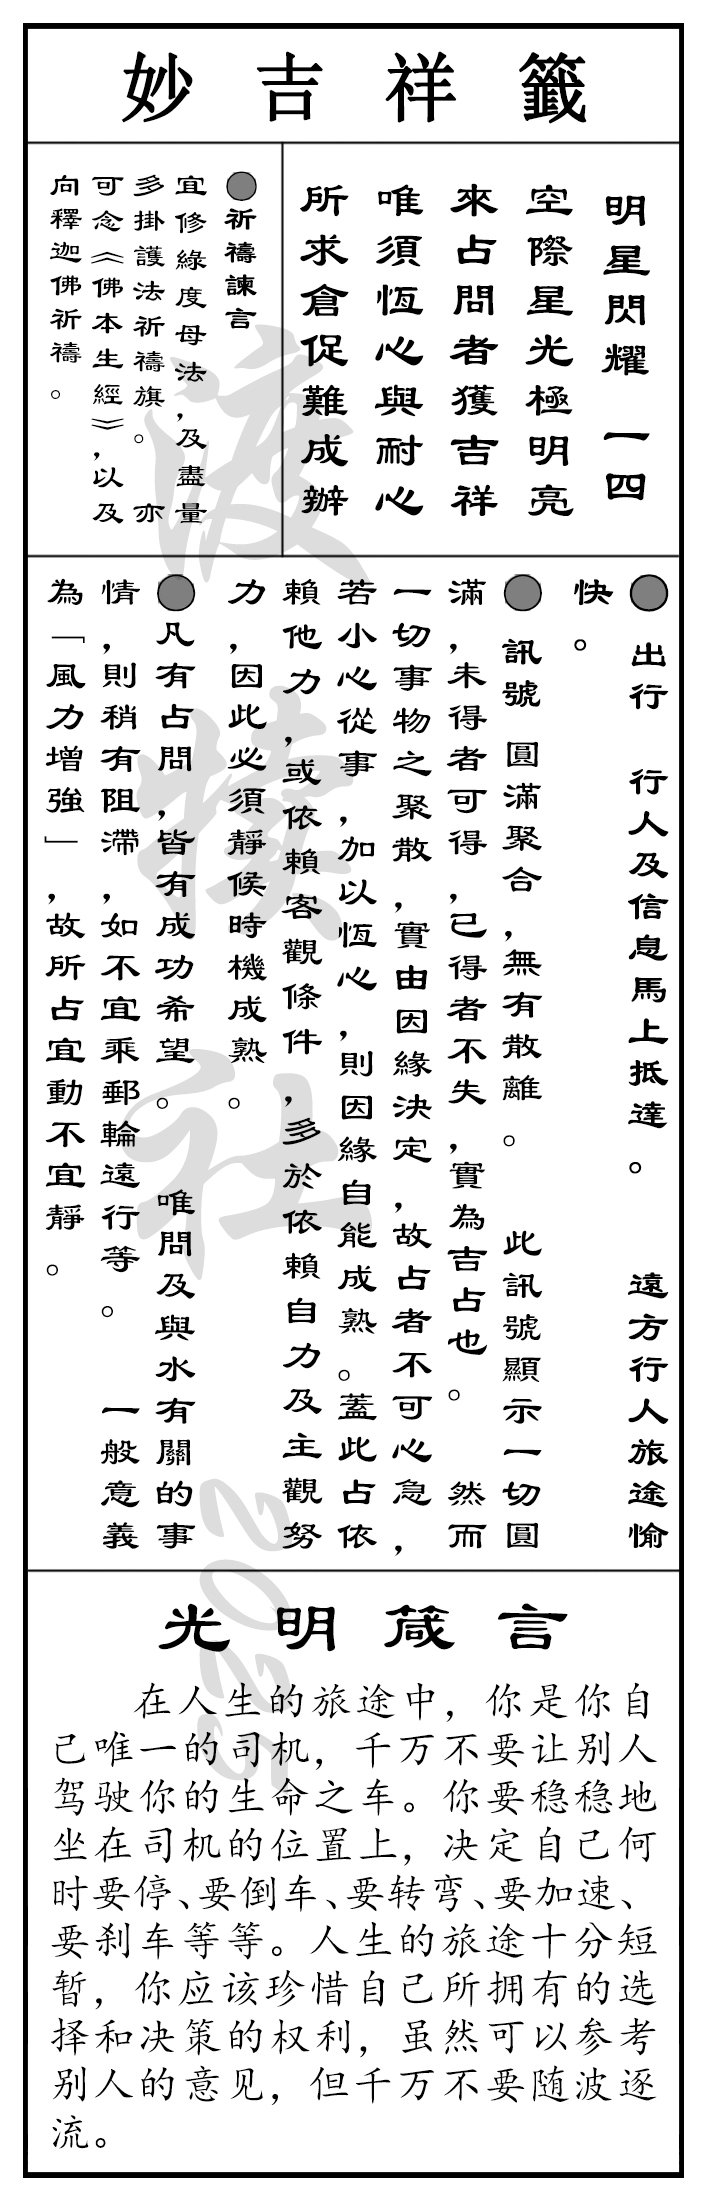 妙吉祥籤
明星閃耀 一四
空際星光極明亮
來占問者獲吉祥
唯須恆心與耐心
所求倉促難成辦
●祈禱諫言
宜修綠度母法，及盡量
多掛護法祈禱旗。亦
可念《佛本生經》，以及
向釋迦佛祈禱。
● 出行 行人及信息馬上抵達。 遠方行人旅途愉
快。
● 訊號 圓滿聚合，無有散離。 此訊號顯示一切圓
滿，未得者可得，已得者不失，實為吉占也。 然而
一切事物之聚散，實由因緣決定，故占者不可心急，
若小心從事，加以恆心，則因緣自能成熟。蓋此占依
賴他力，或依賴客觀條件，多於依賴自力及主觀努
力，因此必須靜候時機成熟。
●凡有占問，皆有成功希望。 唯問及與水有關的事
情，則稍有阻滯，如不宜乘郵輪遠行等。 一般意義
為「風力增強」，故所占宜動不宜靜。
光明箴言
在人生的旅途中，你是你自
己唯一的司机，千万不要让别人
驾驶你的生命之车。你要稳稳地
坐在司机的位置上，决定自己何
时要停、要倒车、要转弯、要加速、
要刹车等等。人生的旅途十分短
暂，你应该珍惜自己所拥有的选
择和决策的权利，虽然可以参考
别人的意见，但千万不要随波逐
流。
渡犊社2025